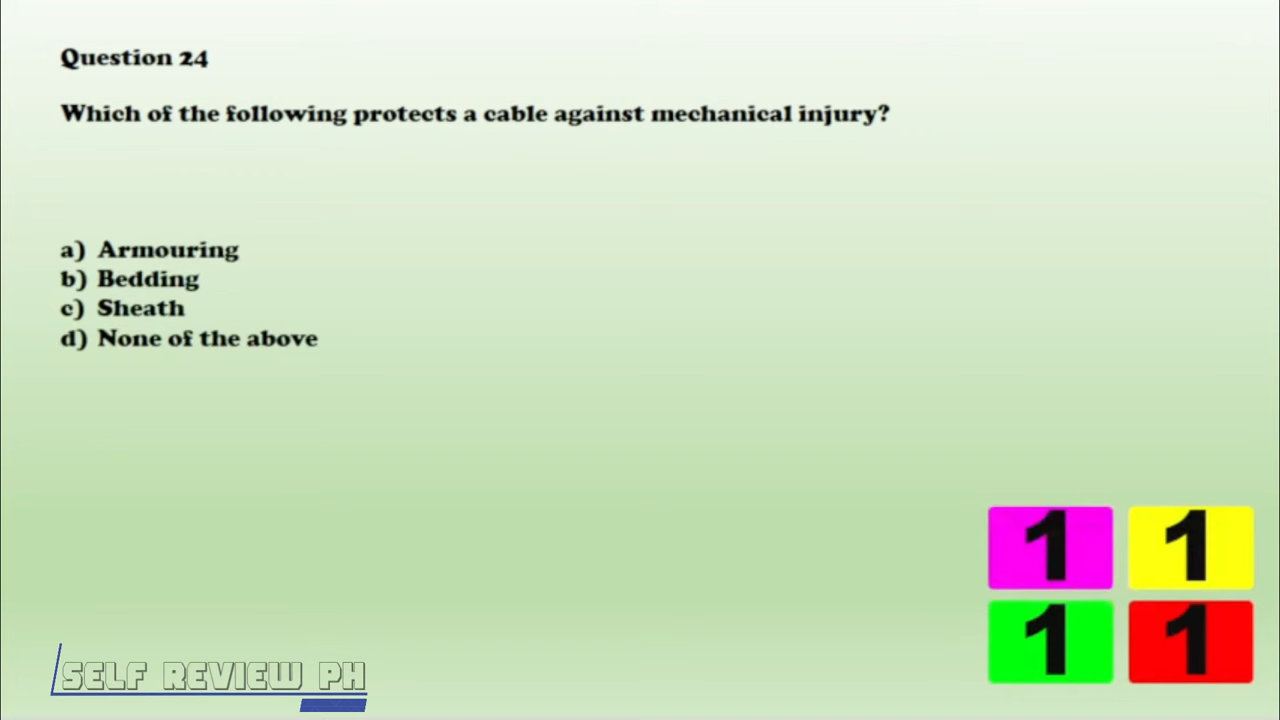 Question 24
Which of the following protects a cable against mechanical injury?
a) Armouring
b) Bedding
c) Sheath
d) None of the above
1 1
1 1
SELF REVIEW PH